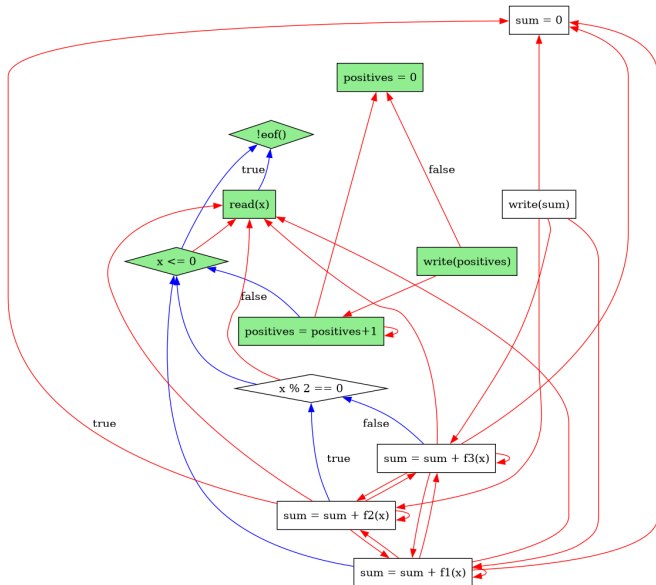 sum = 0
positives = 0
!eof()
true
false
read(x)
write(sum)
x <= 0
write(positives)
false
positives = positives+1
x % 2 == 0
true
false
sum = sum + f3(x)
true
sum = sum + f2(x)
sum = sum + f1(x)